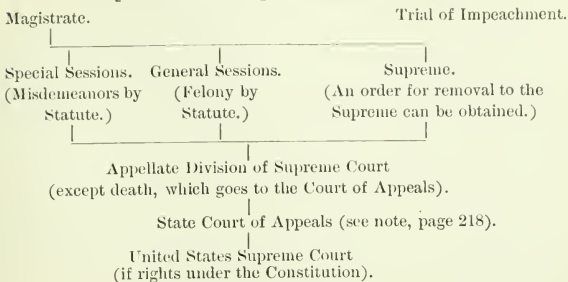 Magistrate. Trial of Impeachment.
Special Sessions. General Sessions. Supreme.
(Misdemeanors by (Felony by (An order for removal to the
Statute.) Statute.) Supreme can be obtained.)
Appellate Division of Supreme Court
(except death, which goes to the Court of Appeals).
State Court of Appeals (see note, page 218).
United States Supreme Court
(if rights under the Constitution).